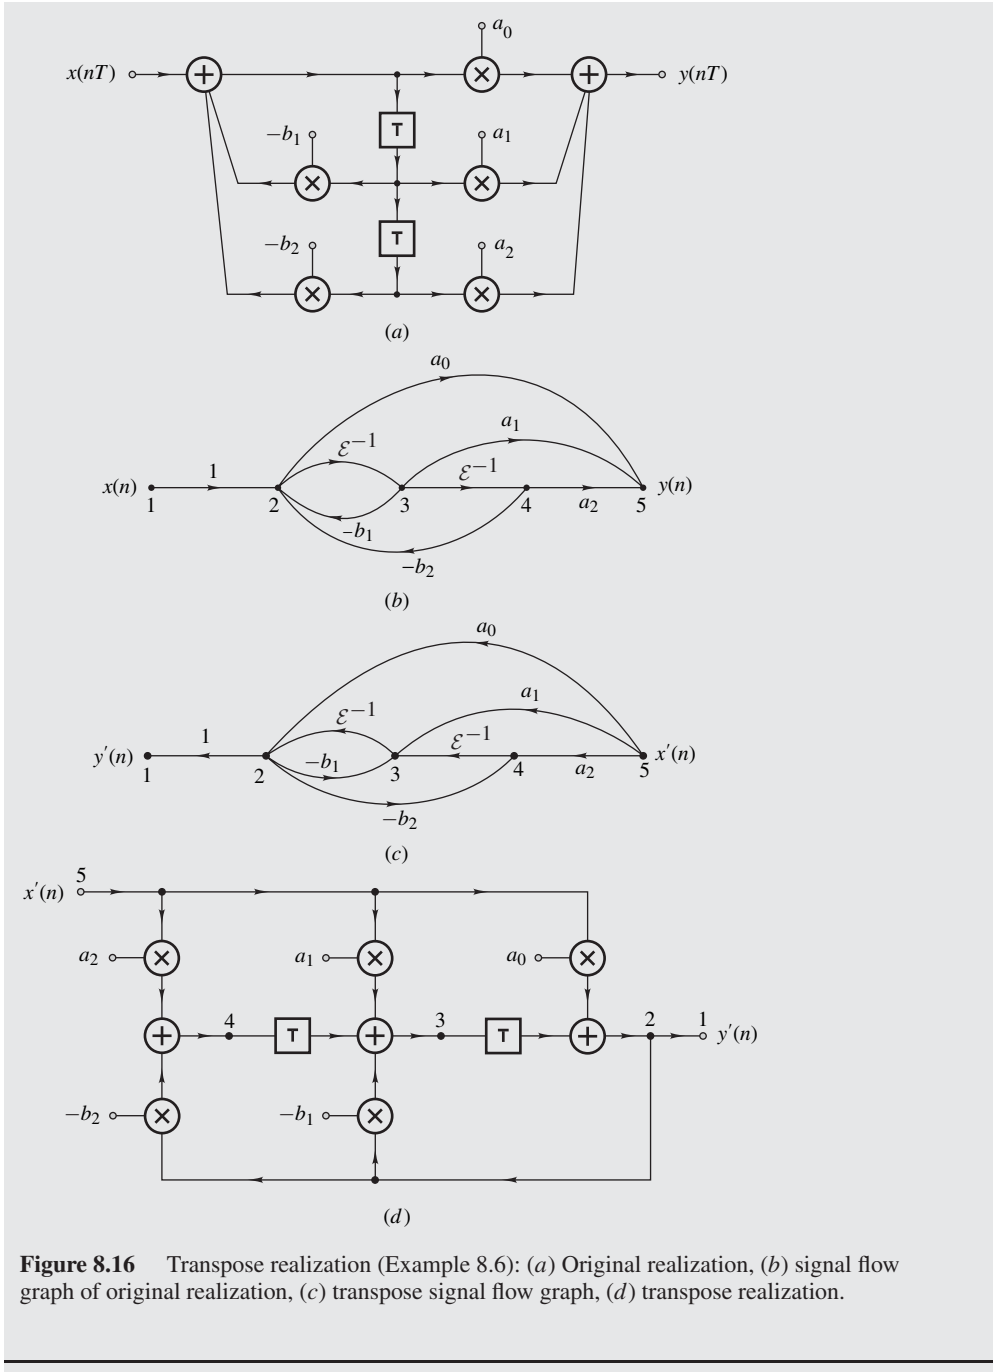 a0
x(nT) + × + y(nT)
T
−b1 a1
× ×
T
−b2 a2
× ×
(a)
a0
a1
ℰ−1
1 ℰ−1
x(n) y(n)
1 2 3 4 a2 5
−b1
−b2
(b)
a0
a1
ℰ−1
1 ℰ−1
y′(n) x′(n)
1 2 −b1 3 4 a2 5
−b2
(c)
5
x′(n)
a2 × a1 × a0 ×
4 3 2 1
+ T + T + y′(n)
−b2 × −b1 ×
(d)
Figure 8.16 Transpose realization (Example 8.6): (a) Original realization, (b) signal flow
graph of original realization, (c) transpose signal flow graph, (d) transpose realization.